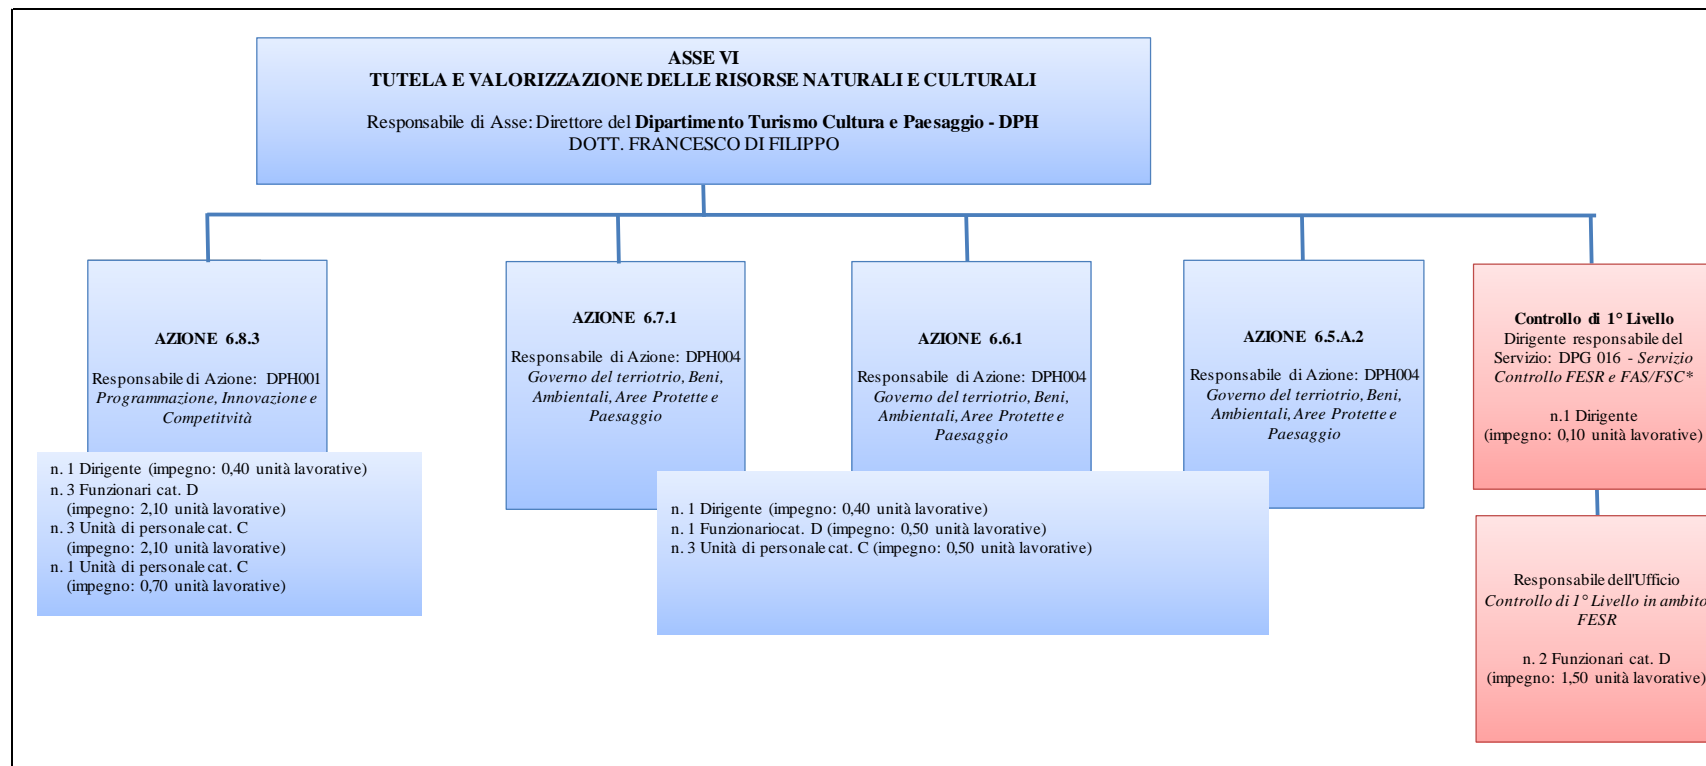 ASSE VI
TUTELA E VALORIZZAZIONE DELLE RISORSE NATURALI E CULTURALI
Responsabile di Asse: Direttore del Dipartimento Turismo Cultura e Paesaggio - DPH
DOTT. FRANCESCO DI FILIPPO
AZIONE 6.8.3
Responsabile di Azione: DPH001
Programmazione, Innovazione e
Competitività
n. 1 Dirigente (impegno: 0,40 unità lavorative)
n. 3 Funzionari cat. D
(impegno: 2,10 unità lavorative)
n. 3 Unità di personale cat. C
(impegno: 2,10 unità lavorative)
n. 1 Unità di personale cat. C
(impegno: 0,70 unità lavorative)
AZIONE 6.7.1
Responsabile di Azione: DPH004
Governo del terriotrio, Beni,
Ambientali, Aree Protette e
Paesaggio
AZIONE 6.6.1
Responsabile di Azione: DPH004
Governo del terriotrio, Beni,
Ambientali, Aree Protette e
Paesaggio
AZIONE 6.5.A.2
Responsabile di Azione: DPH004
Governo del terriotrio, Beni,
Ambientali, Aree Protette e
Paesaggio
n. 1 Dirigente (impegno: 0,40 unità lavorative)
n. 1 Funzionario cat. D (impegno: 0,50 unità lavorative)
n. 3 Unità di personale cat. C (impegno: 0,50 unità lavorative)
Controllo di 1° Livello
Dirigente responsabile del
Servizio: DPG 016 - Servizio
Controllo FESR e FAS/FSC*
n.1 Dirigente
(impegno: 0,10 unità lavorative)
Responsabile dell'Ufficio
Controllo di 1° Livello in ambito
FESR
n. 2 Funzionari cat. D
(impegno: 1,50 unità lavorative)